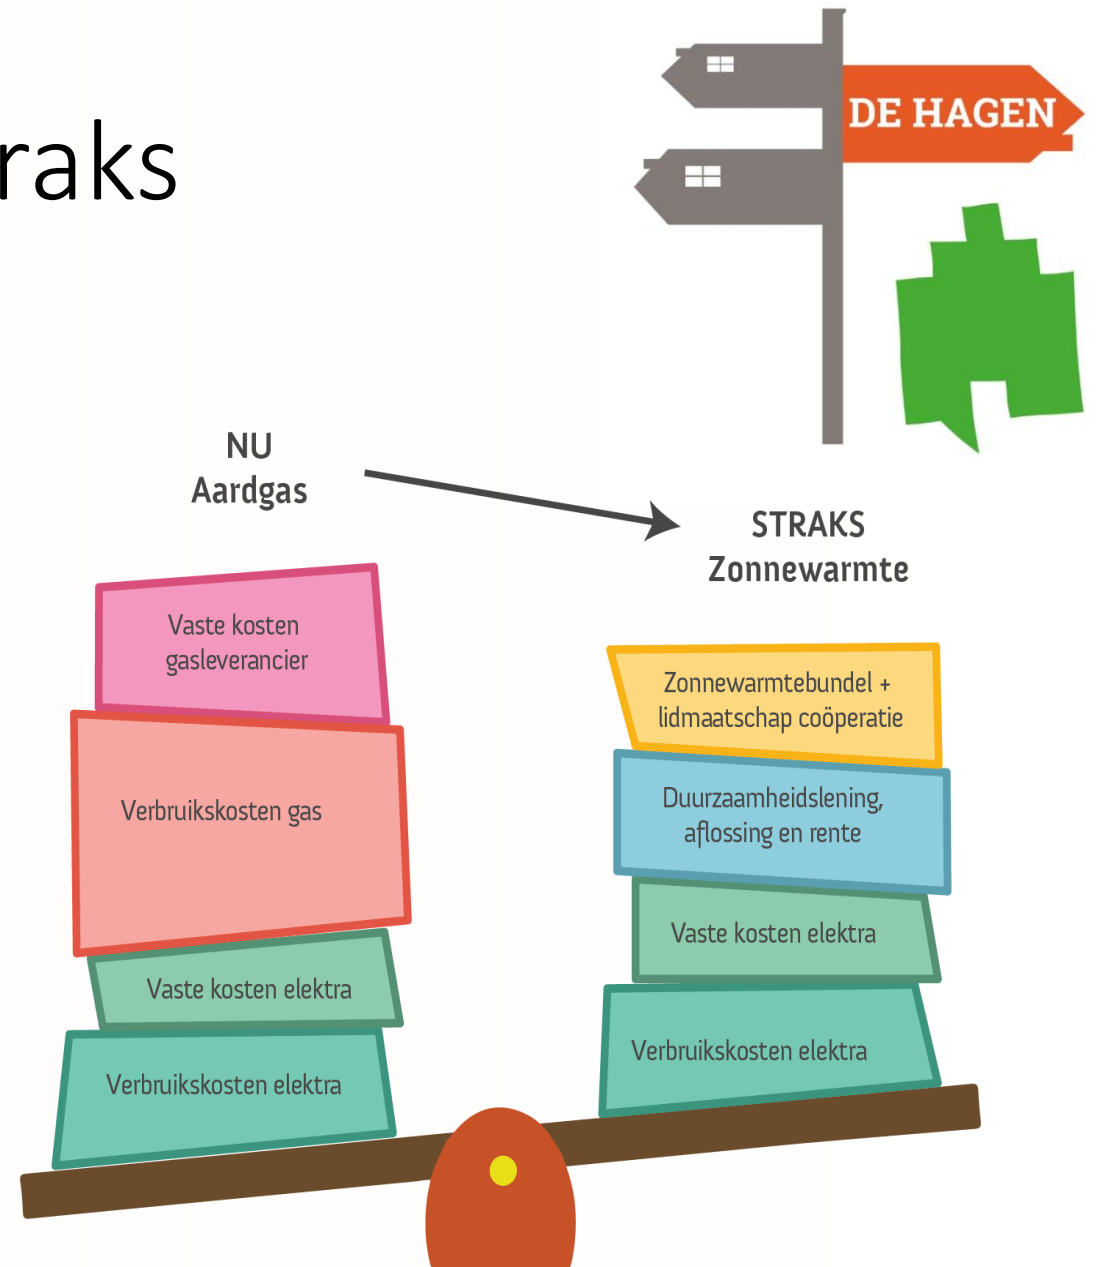 raks
DE HAGEN
NU
Aardgas
STRAKS
Zonnewarmte
Vaste kosten
gasleverancier
Verbruikskosten gas
Vaste kosten elektra
Verbruikskosten elektra
Zonnewarmtebundel +
lidmaatschap coöperatie
Duurzaamheidslening,
aflossing en rente
Vaste kosten elektra
Verbruikskosten elektra